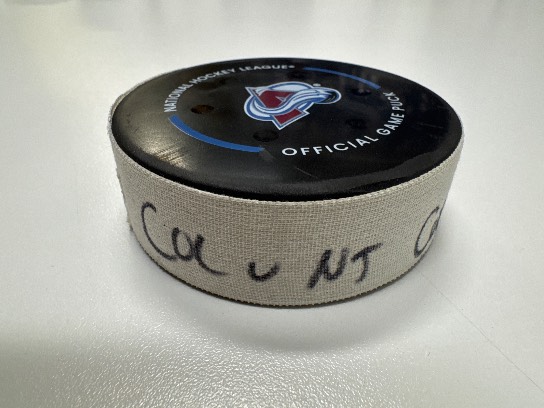 NATIONAL HOCKEY LEAGUE®
OFFICIAL GAME PUCK
Col v NJ